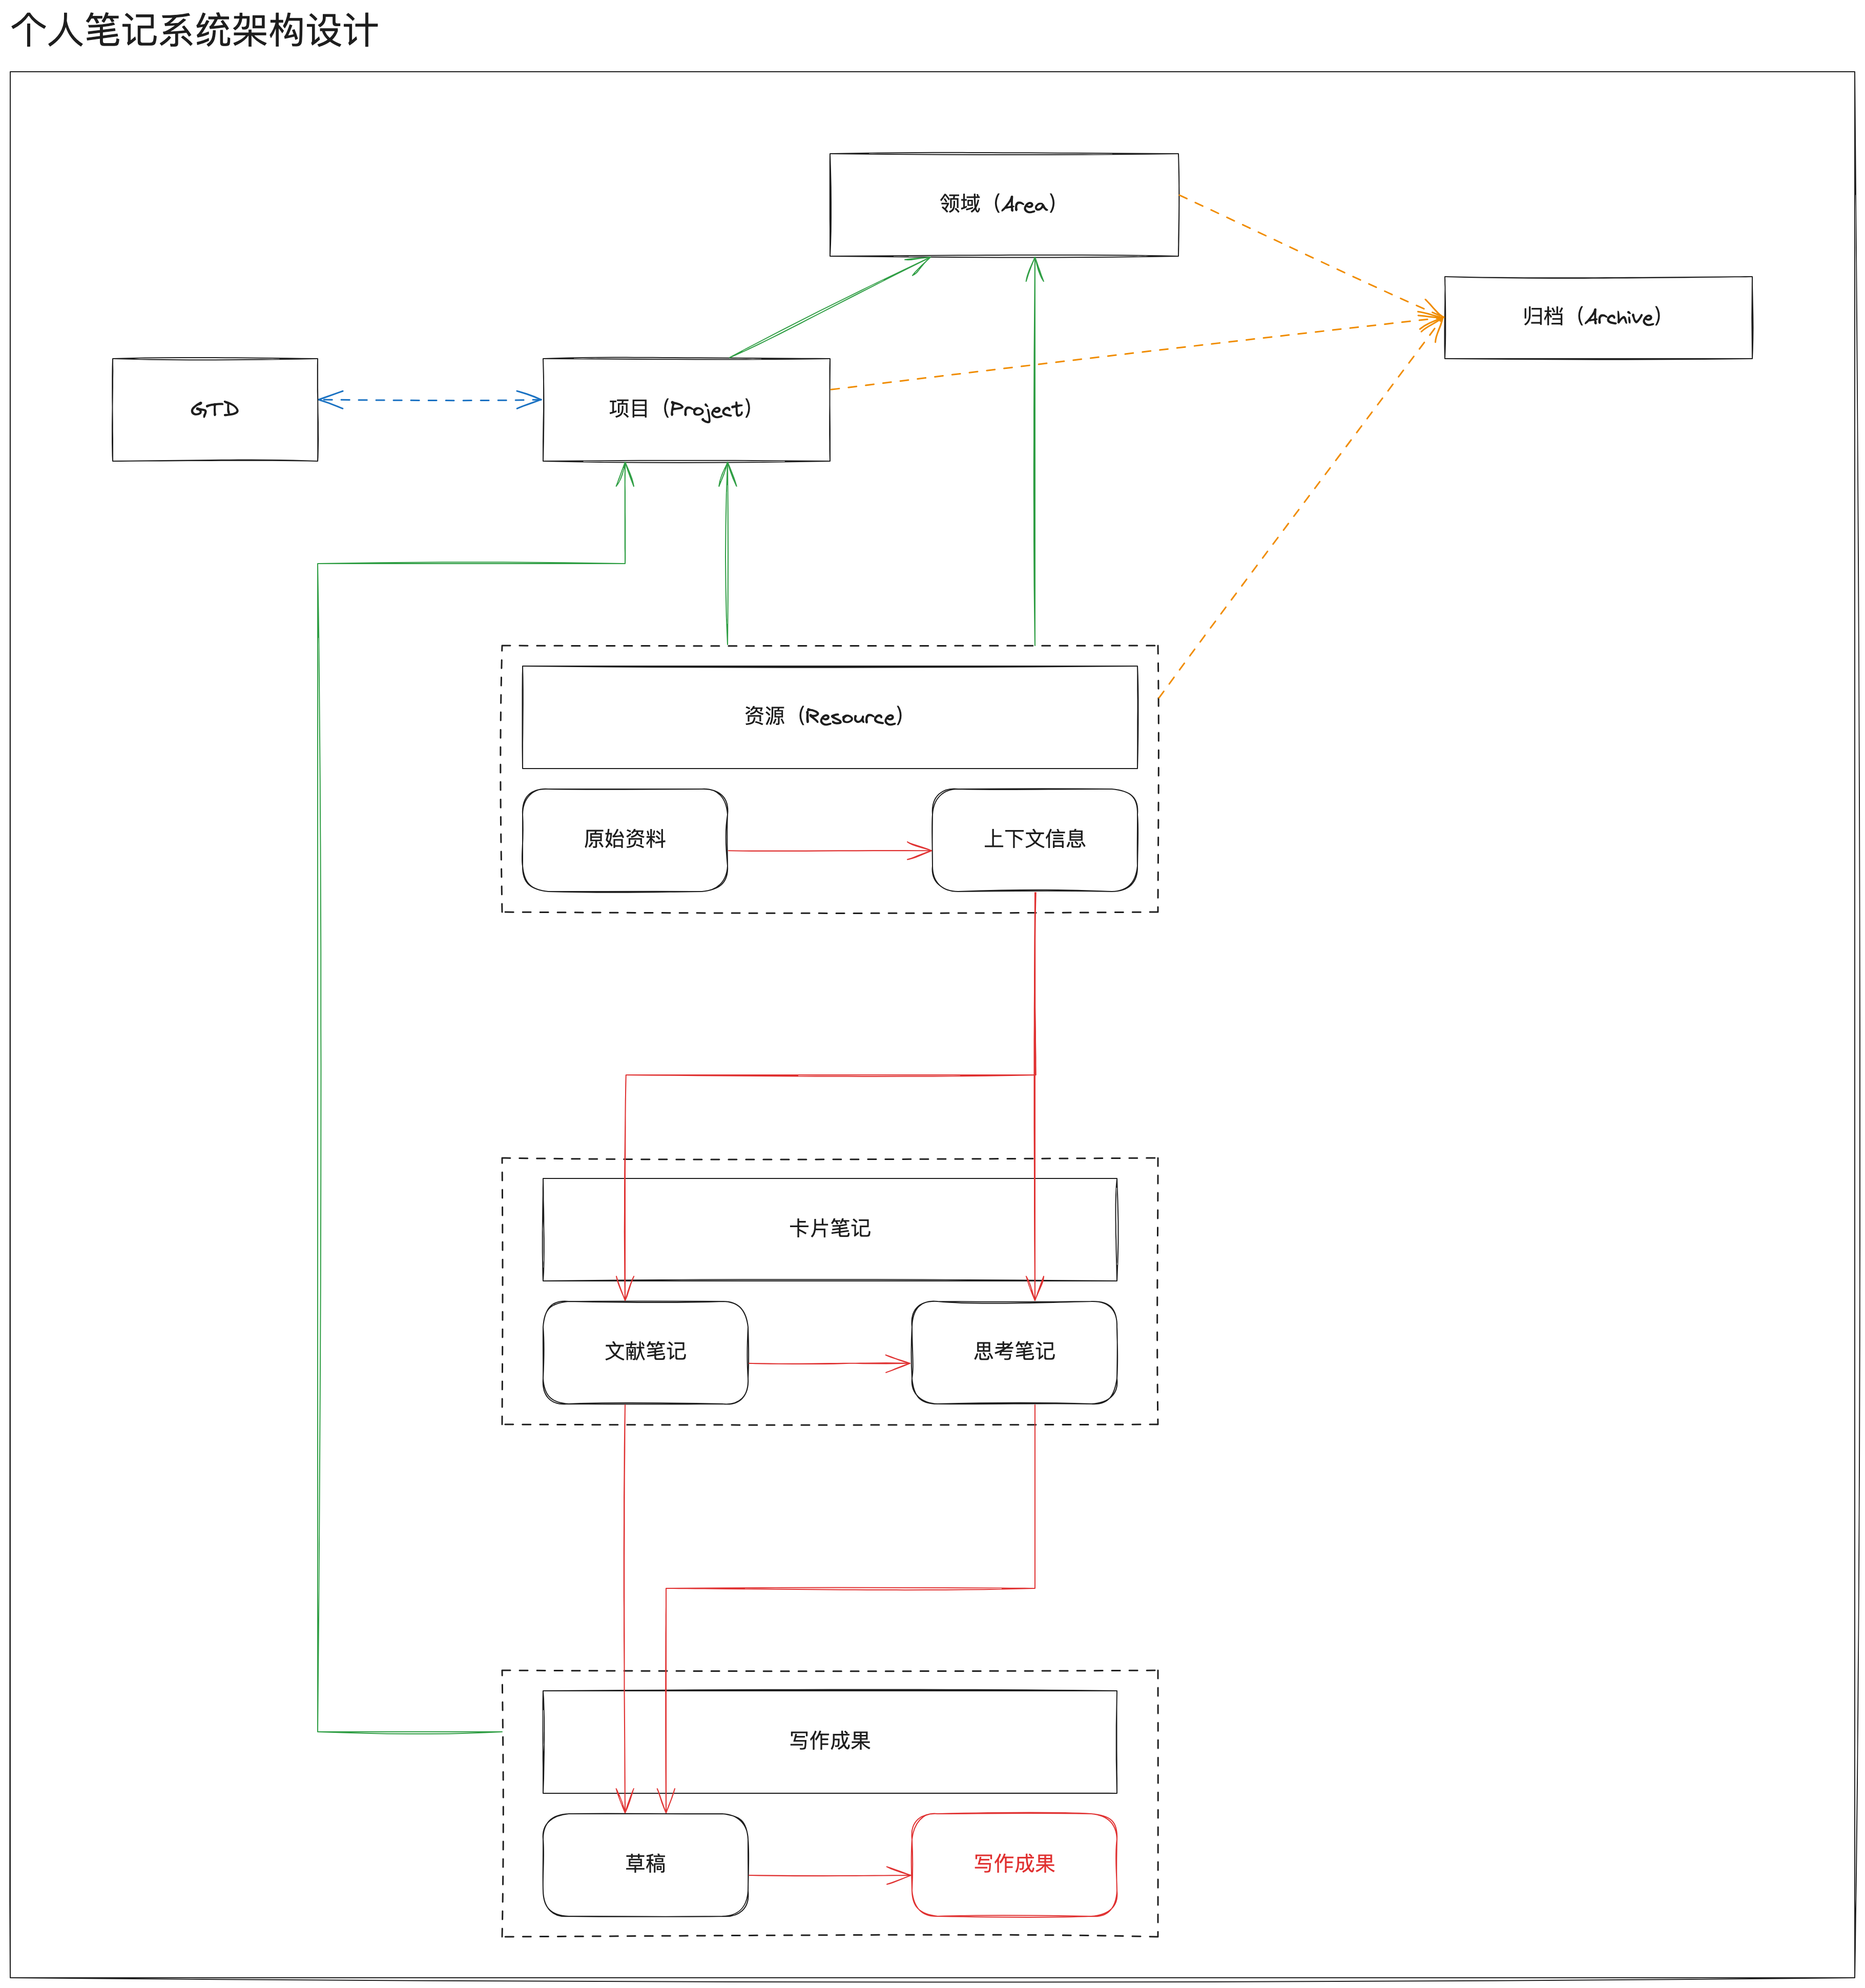 个人笔记系统架构设计
领域（Area）
归档（Archive）
GTD
项目（Project）
资源（Resource）
原始资料
上下文信息
卡片笔记
文献笔记
思考笔记
写作成果
草稿
写作成果